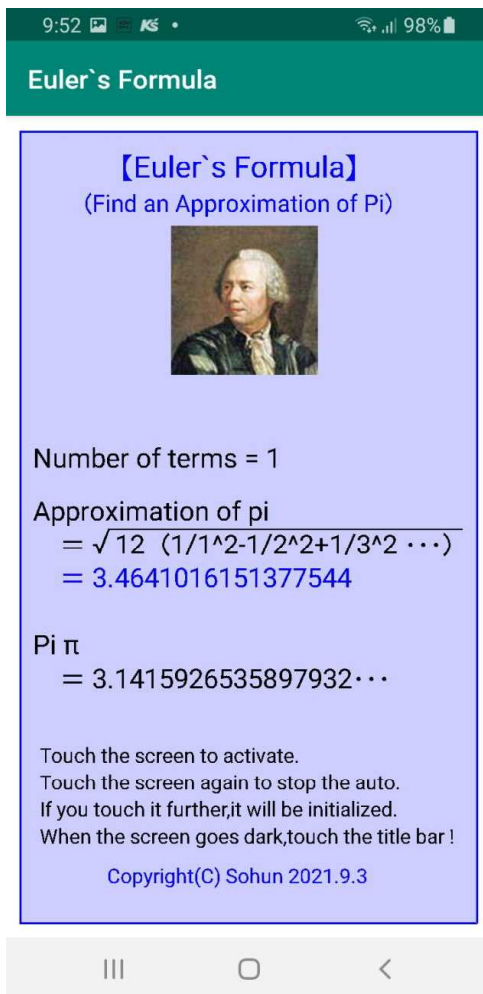 9:52 KŚ • 98%
Euler`s Formula
【Euler`s Formula】
(Find an Approximation of Pi)
Number of terms = 1
Approximation of pi
= √12 (1/1^2-1/2^2+1/3^2 ···)
= 3.4641016151377544
Pi π
= 3.1415926535897932···
Touch the screen to activate.
Touch the screen again to stop the auto.
If you touch it further,it will be initialized.
When the screen goes dark,touch the title bar !
Copyright(C) Sohun 2021.9.3